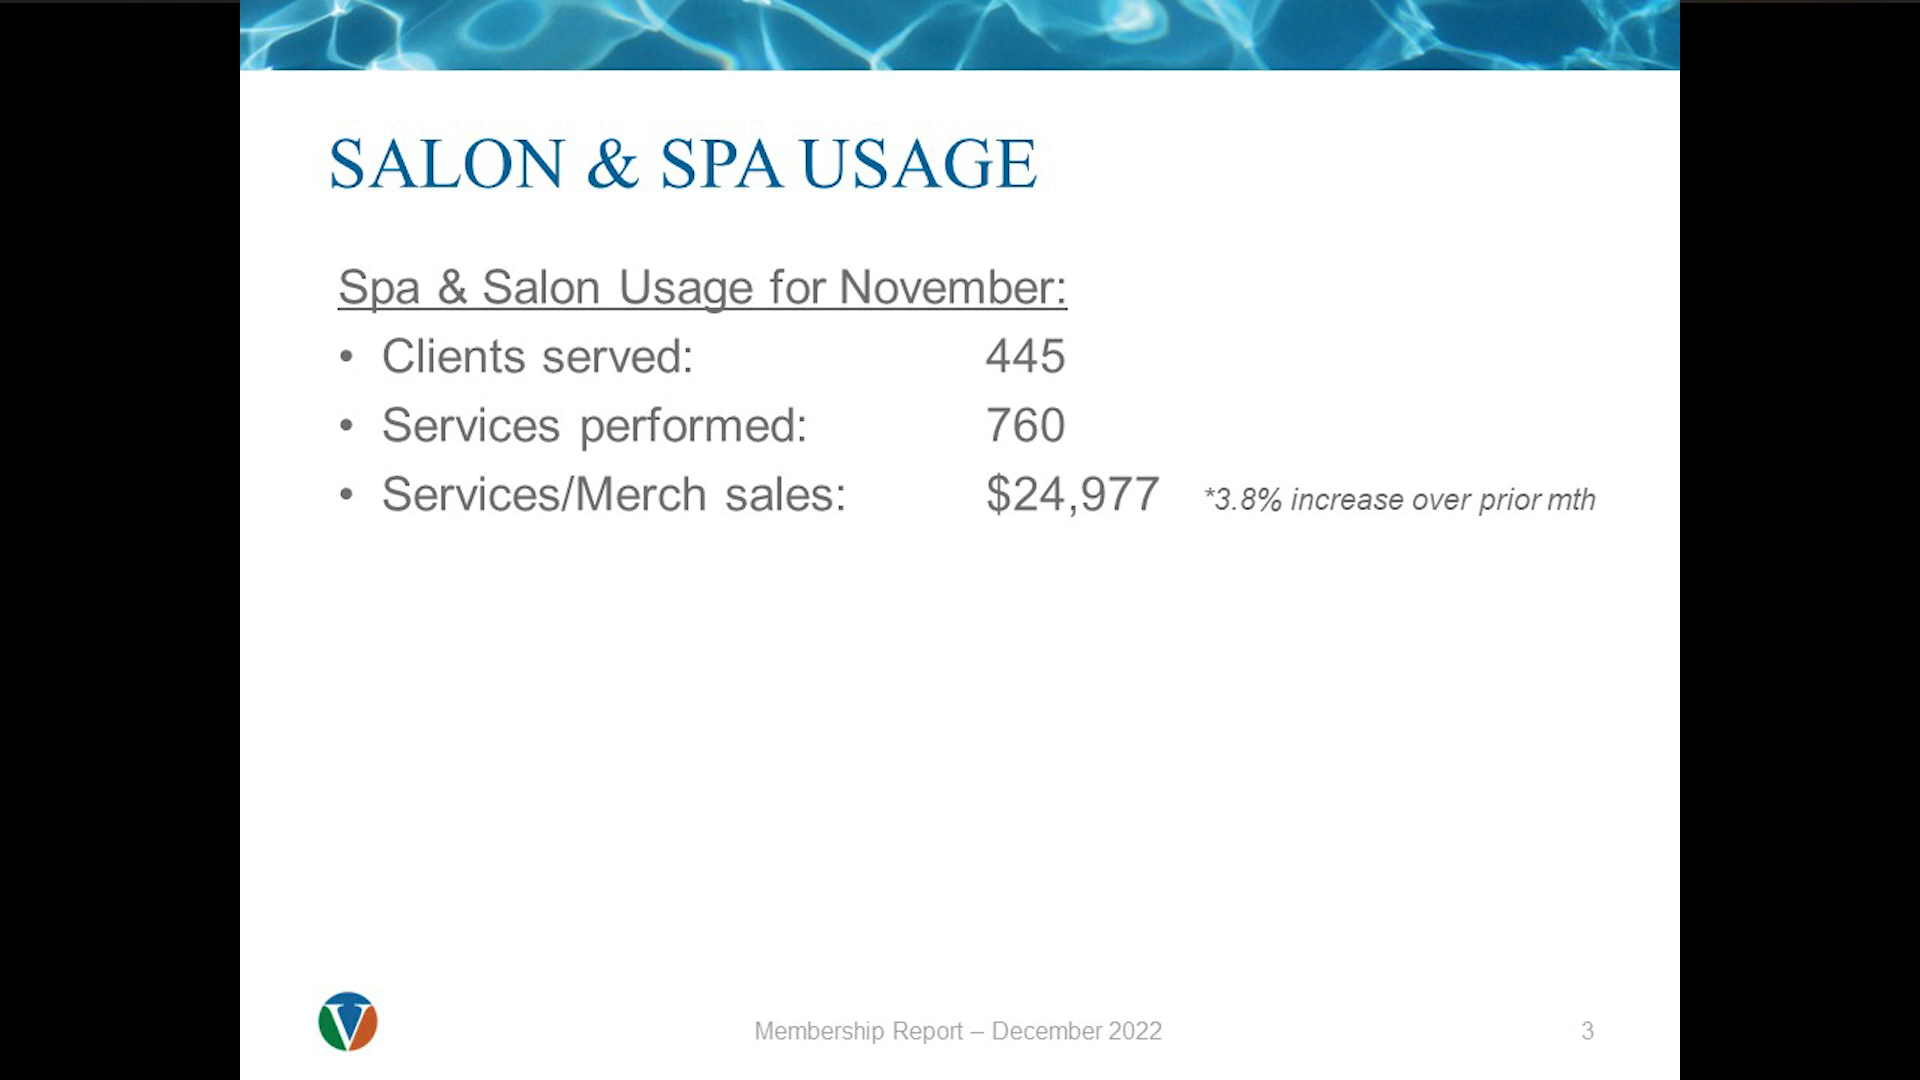 SALON & SPA USAGE
Spa & Salon Usage for November:
• Clients served: 445
• Services performed: 760
• Services/Merch sales: $24,977 *3.8% increase over prior mth
V
Membership Report – December 2022
3